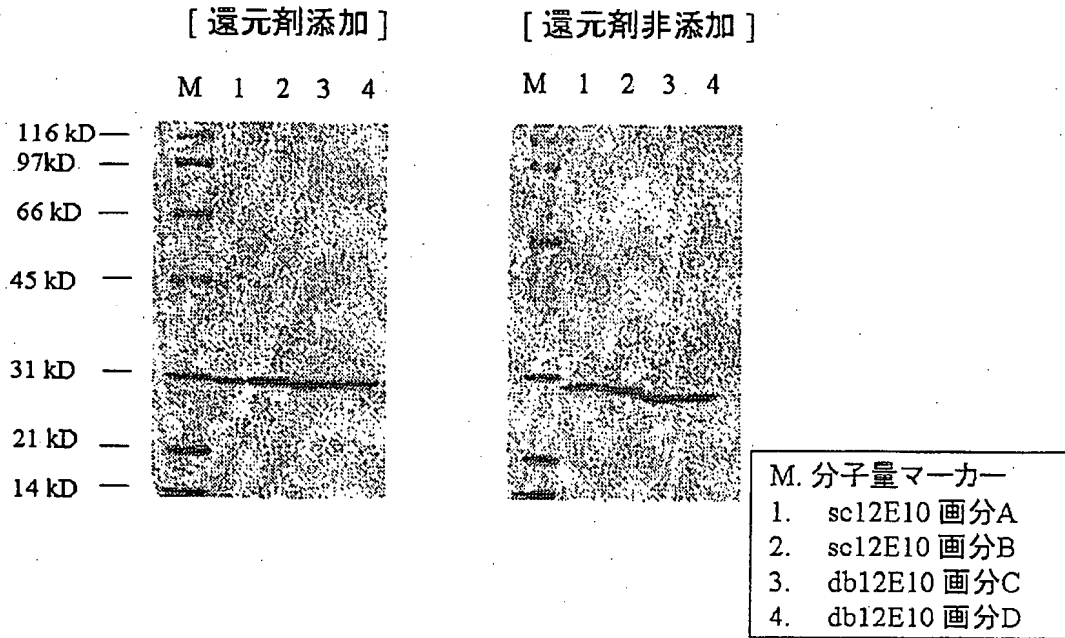 [ 還元剤添加 ]
[ 還元剤非添加 ]
M 1 2 3 4
M 1 2 3 4
116 kD
97kD
66 kD
45 kD
31 kD
21 kD
14 kD
M. 分子量マーカー
1. sc12E10 画分A
2. sc12E10 画分B
3. db12E10 画分C
4. db12E10 画分D